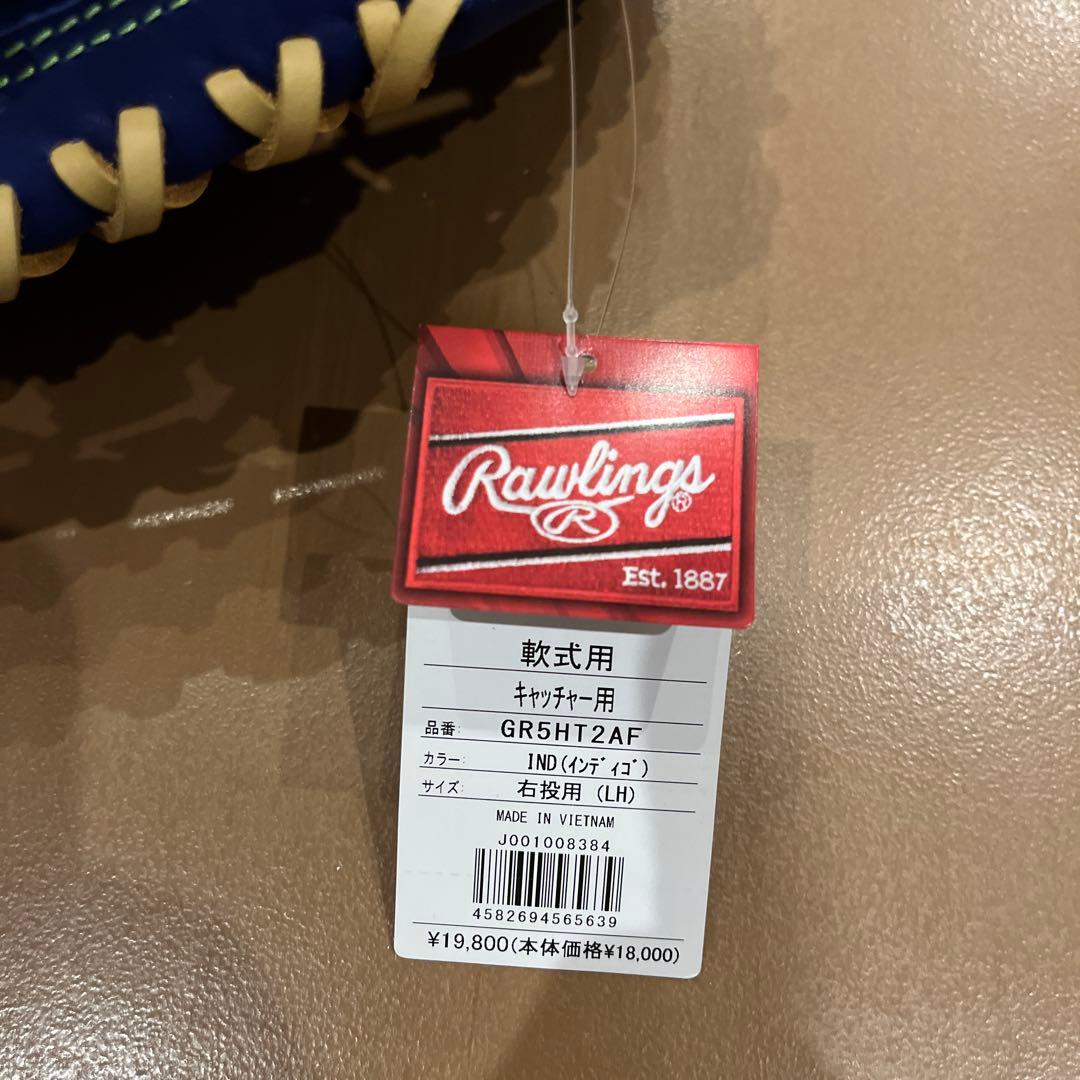 Rawlings
R
Est. 1887
軟式用
ｷｬｯﾁｬｰ用
品番: GR5HT2AF
カラー: IND(ｲﾝﾃﾞｨｺﾞ)
サイズ: 右投用 (LH)
MADE IN VIETNAM
J001008384
4582694565639
¥19,800(本体価格¥18,000)